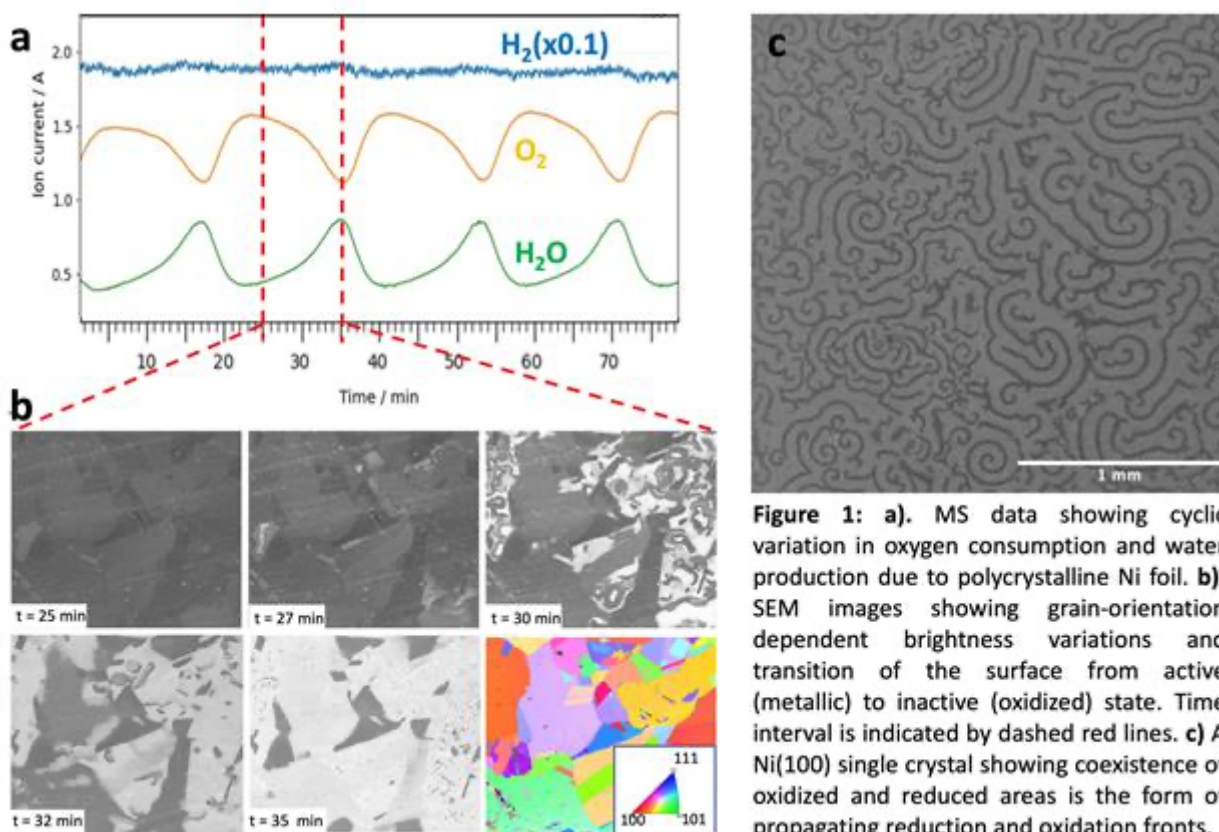 a
H₂(x0.1)
O₂
H₂O
Ion current / A
2.0
1.5
1.0
0.5
10 20 30 40 50 60 70
Time / min
b
t = 25 min
t = 27 min
t = 30 min
t = 32 min
t = 35 min
111
100
101
c
1 mm
Figure 1: a). MS data showing cyclic
variation in oxygen consumption and water
production due to polycrystalline Ni foil. b)
SEM images showing grain-orientation
dependent brightness variations and
transition of the surface from active
(metallic) to inactive (oxidized) state. Time
interval is indicated by dashed red lines. c) A
Ni(100) single crystal showing coexistence of
oxidized and reduced areas is the form of
propagating reduction and oxidation fronts.